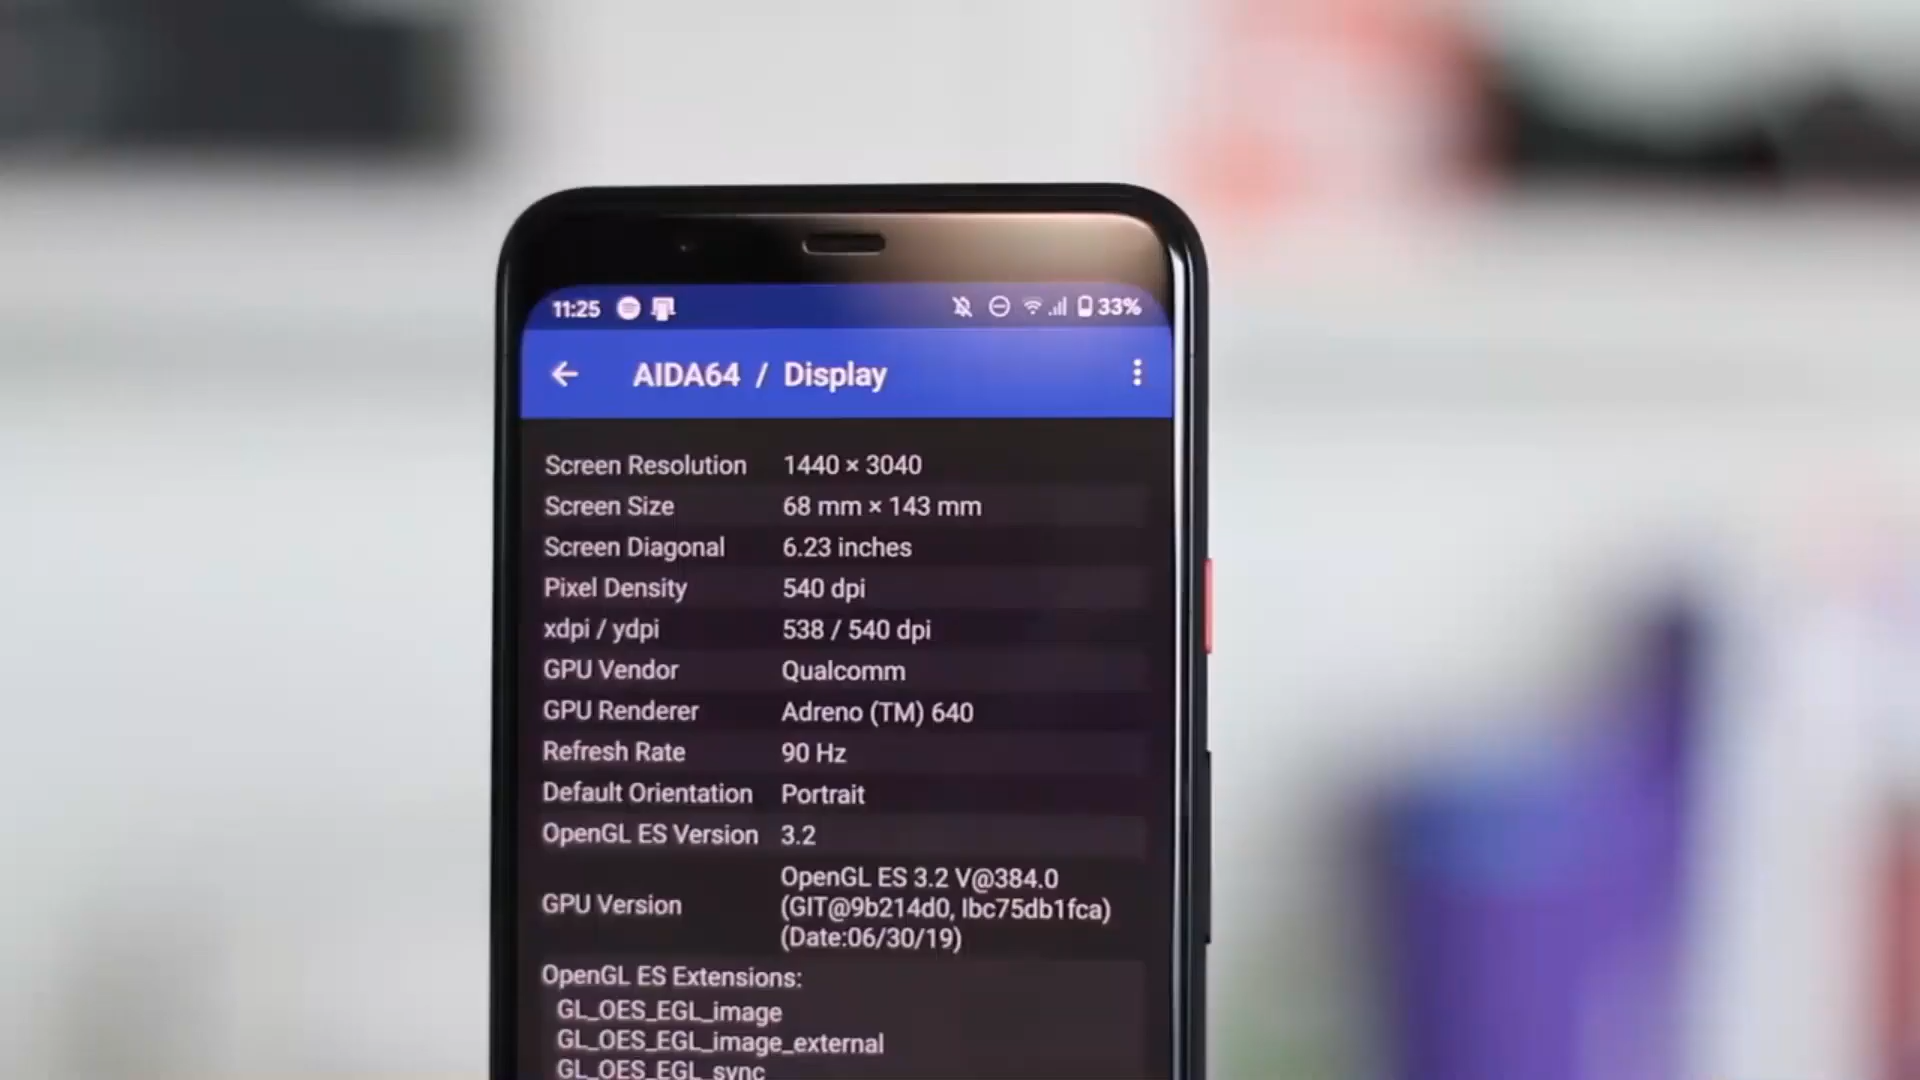 11:25 33%
AIDA64 / Display
Screen Resolution 1440 × 3040
Screen Size 68 mm × 143 mm
Screen Diagonal 6.23 inches
Pixel Density 540 dpi
xdpi / ydpi 538 / 540 dpi
GPU Vendor Qualcomm
GPU Renderer Adreno (TM) 640
Refresh Rate 90 Hz
Default Orientation Portrait
OpenGL ES Version 3.2
GPU Version OpenGL ES 3.2 V@384.0
(GIT@9b214d0, Ibc75db1fca)
(Date:06/30/19)
OpenGL ES Extensions:
GL_OES_EGL_image
GL_OES_EGL_image_external
GL_OES_EGL_sync